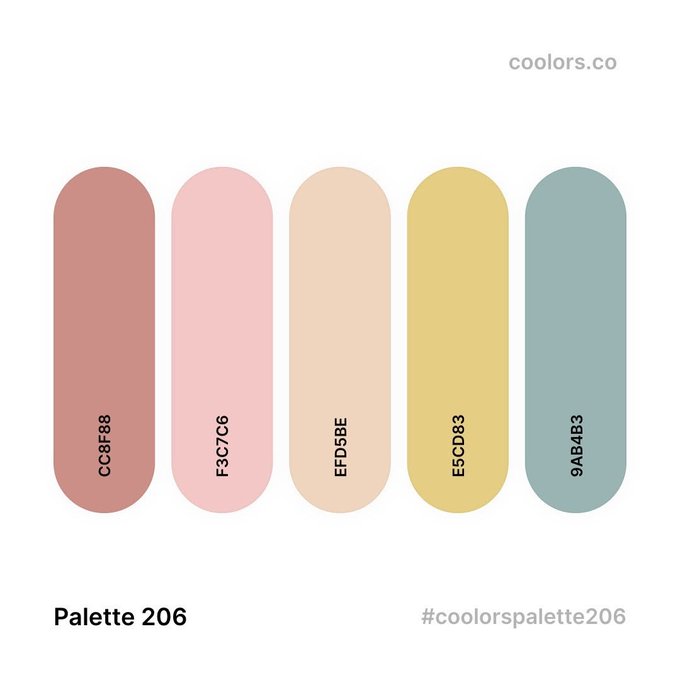 coolors.co
CC8F88
F3C7C6
EFD5BE
E5CD83
9AB4B3
Palette 206
#coolorspalette206